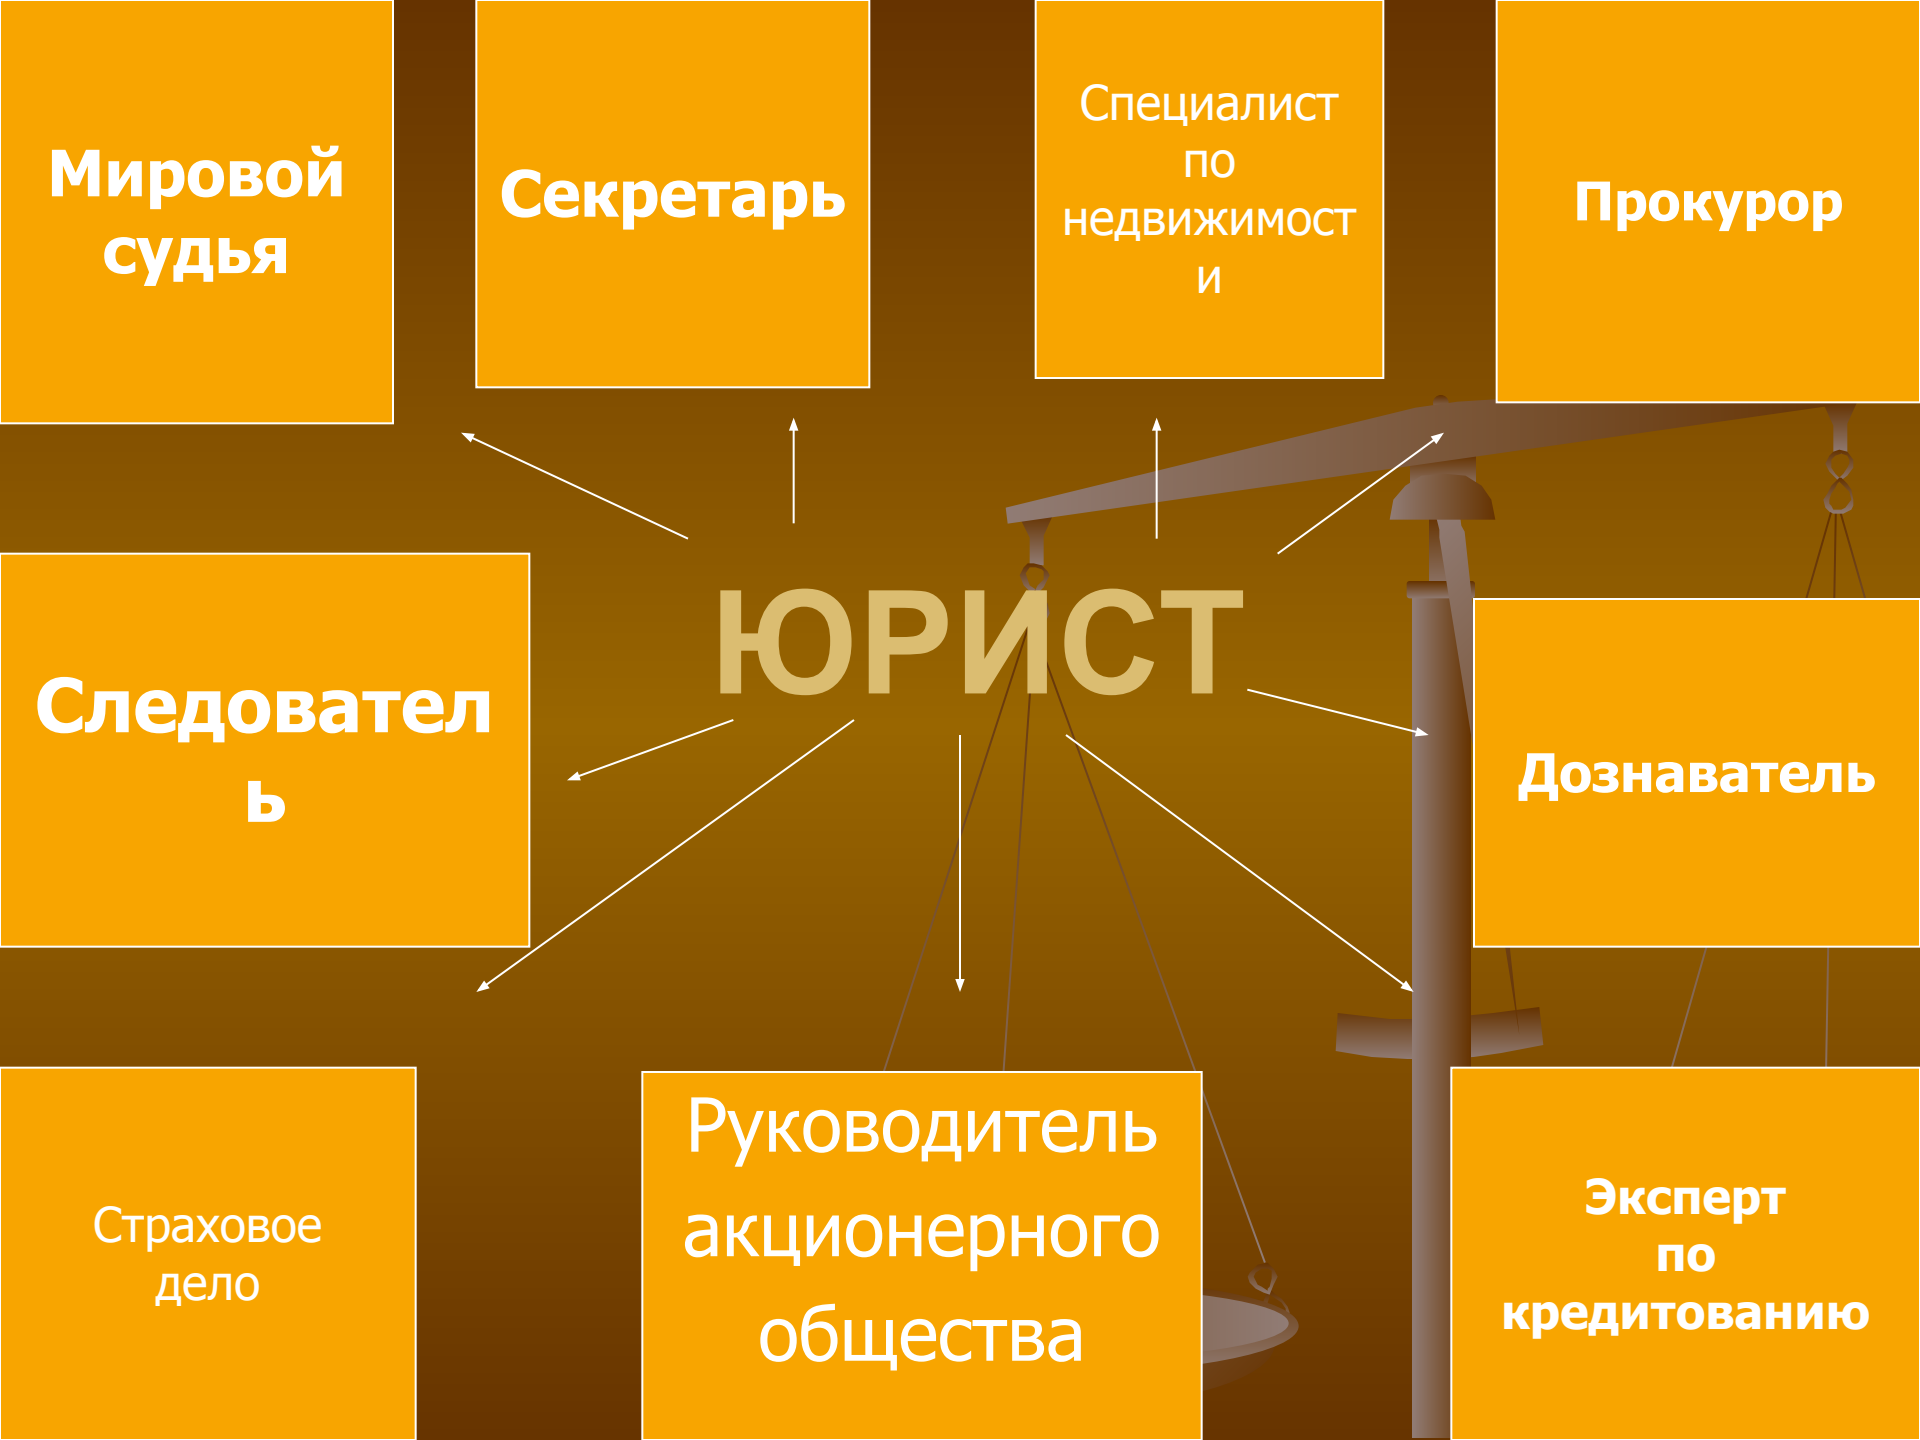 Мировой
судья
Секретарь
Специалист
по
недвижимост
и
Прокурор
ЮРИСТ
Следовател
ь
Дознаватель
Страховое
дело
Руководитель
акционерного
общества
Эксперт
по
кредитованию